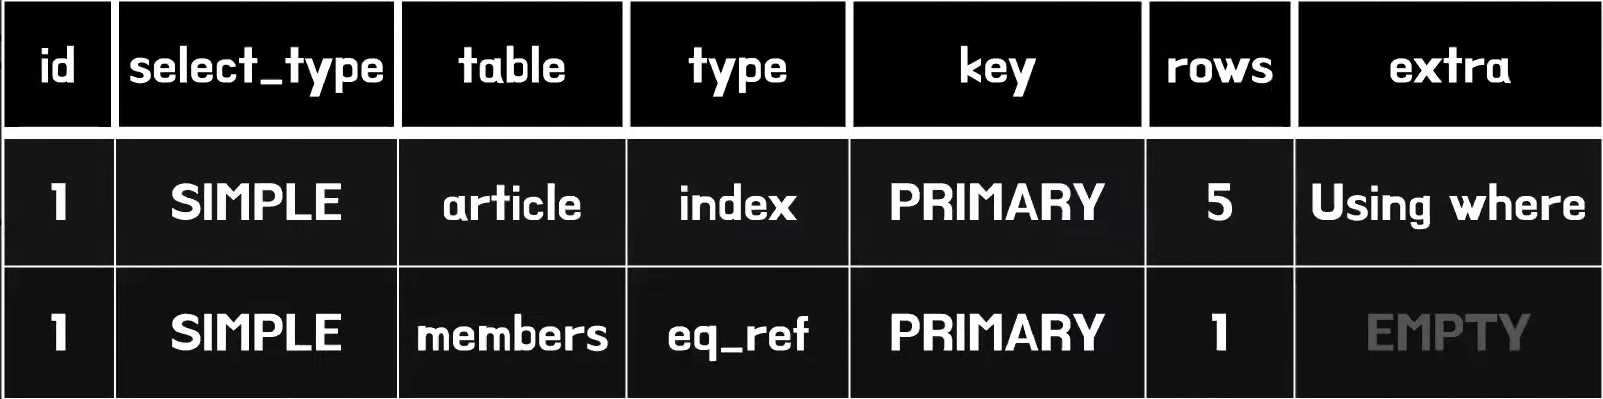 id select_type table type key rows extra
1 SIMPLE article index PRIMARY 5 Using where
1 SIMPLE members eq_ref PRIMARY 1 EMPTY